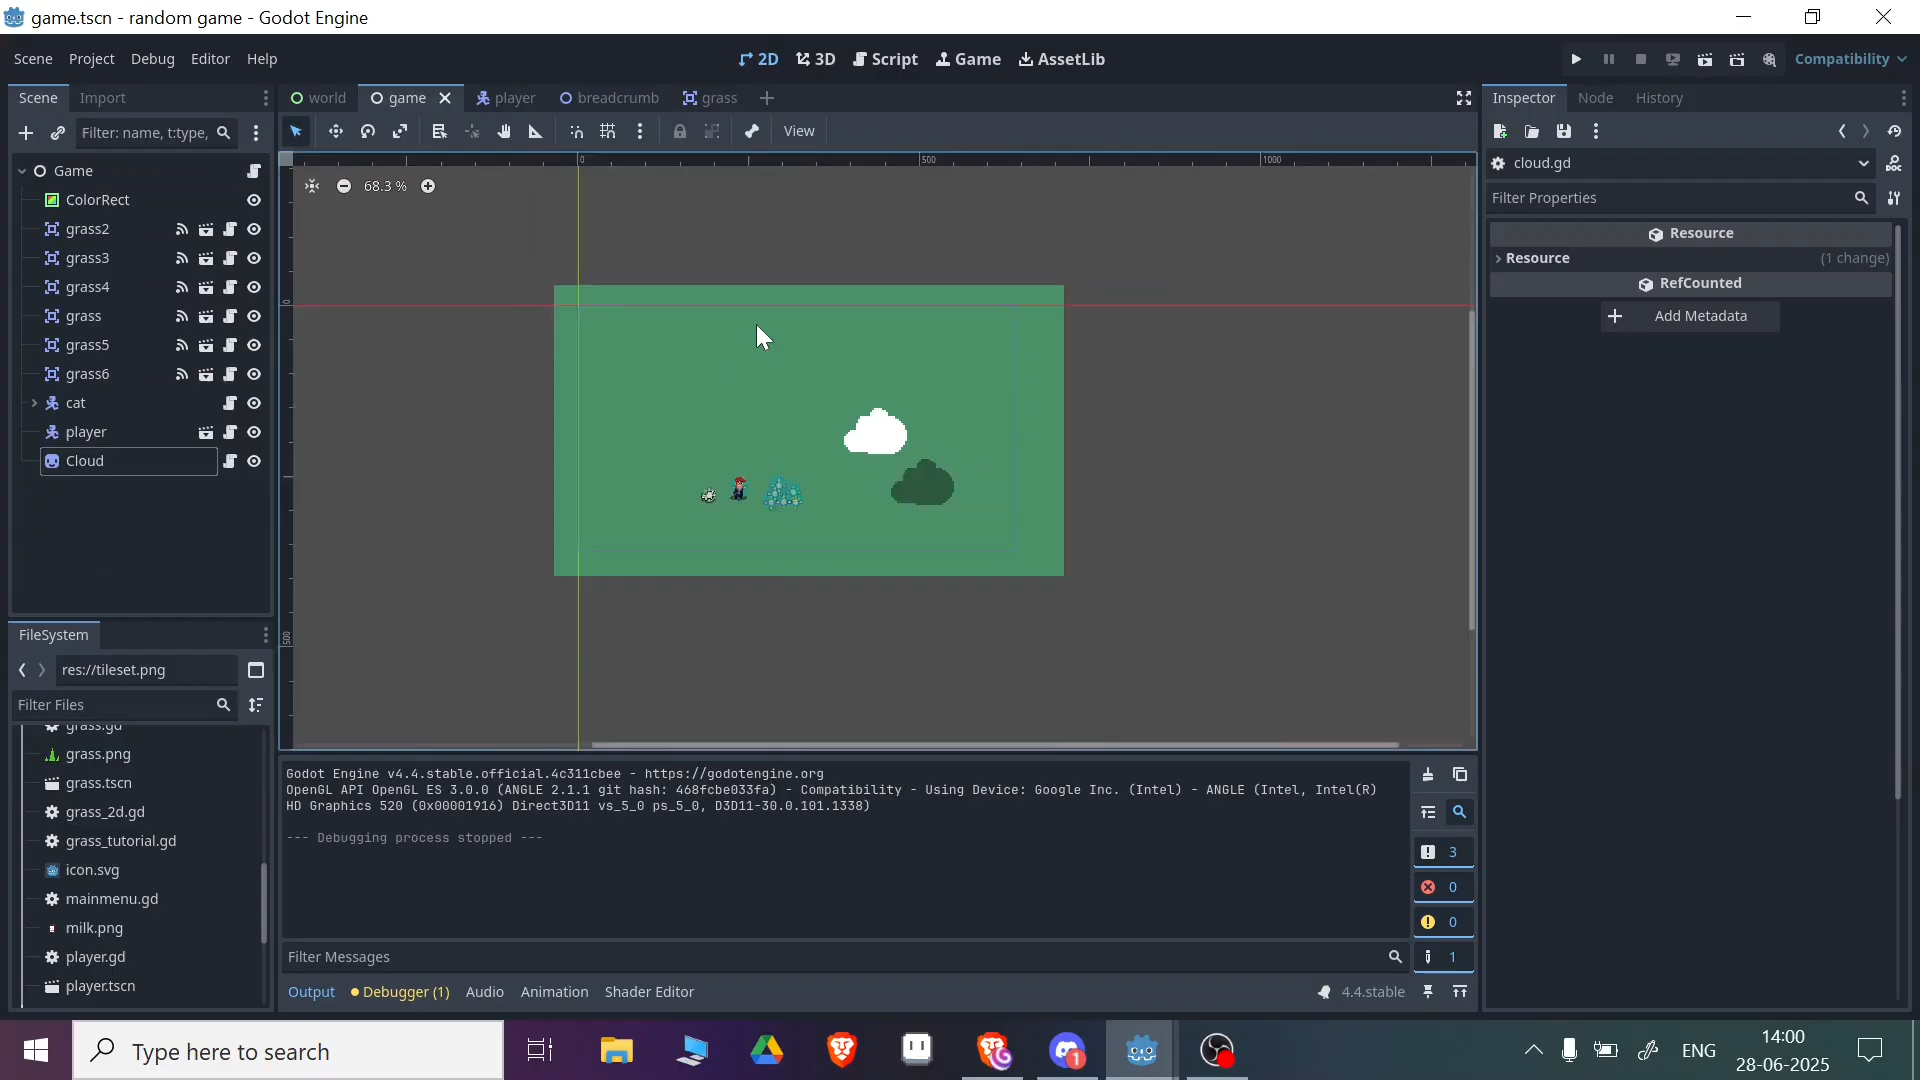 game.tscn - random game - Godot Engine
Scene Project Debug Editor Help
2D 3D Script Game AssetLib
Compatibility
Scene Import
world game player breadcrumb grass
Inspector Node History
Filter: name, t:type,
View
cloud.gd
Filter Properties
Resource
Resource (1 change)
RefCounted
Add Metadata
Game
ColorRect
grass2
grass3
grass4
grass
grass5
grass6
cat
player
Cloud
0 500 1000
68.3 %
0
500
FileSystem
res://tileset.png
Filter Files
grass.gd
grass.png
grass.tscn
grass_2d.gd
grass_tutorial.gd
icon.svg
mainmenu.gd
milk.png
player.gd
player.tscn
Godot Engine v4.4.stable.official.4c311cbee - https://godotengine.org
OpenGL API OpenGL ES 3.0.0 (ANGLE 2.1.1 git hash: 468fcbe033fa) - Compatibility - Using Device: Google Inc. (Intel) - ANGLE (Intel, Intel(R)
HD Graphics 520 (0x00001916) Direct3D11 vs_5_0 ps_5_0, D3D11-30.0.101.1338)
--- Debugging process stopped ---
3
0
0
1
Filter Messages
Output Debugger (1) Audio Animation Shader Editor
4.4.stable
Type here to search
1
ENG
14:00
28-06-2025